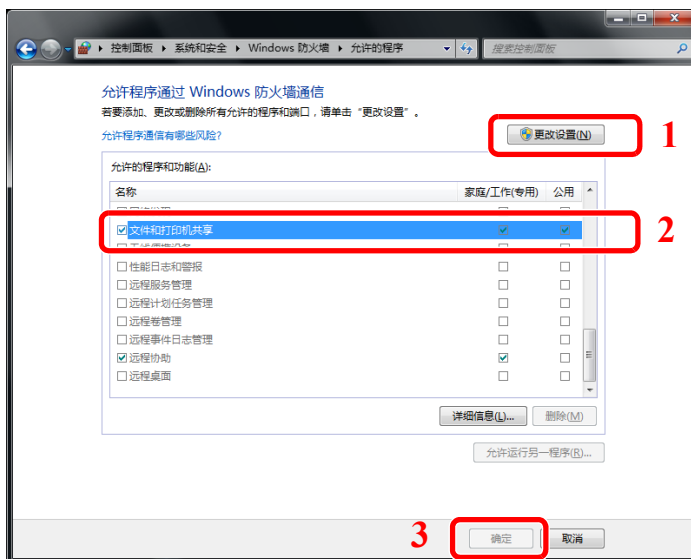 控制面板 ▸ 系统和安全 ▸ Windows 防火墙 ▸ 允许的程序
搜索控制面板
允许程序通过 Windows 防火墙通信
若要添加、更改或删除所有允许的程序和端口，请单击“更改设置”。
允许程序通信有哪些风险?
更改设置(N)
1
允许的程序和功能(A):
名称 家庭/工作(专用) 公用
文件和打印机共享
2
性能日志和警报
远程服务管理
远程计划任务管理
远程卷管理
远程事件日志管理
远程协助
远程桌面
详细信息(L)... 删除(M)
允许运行另一程序(R)...
3
确定 取消